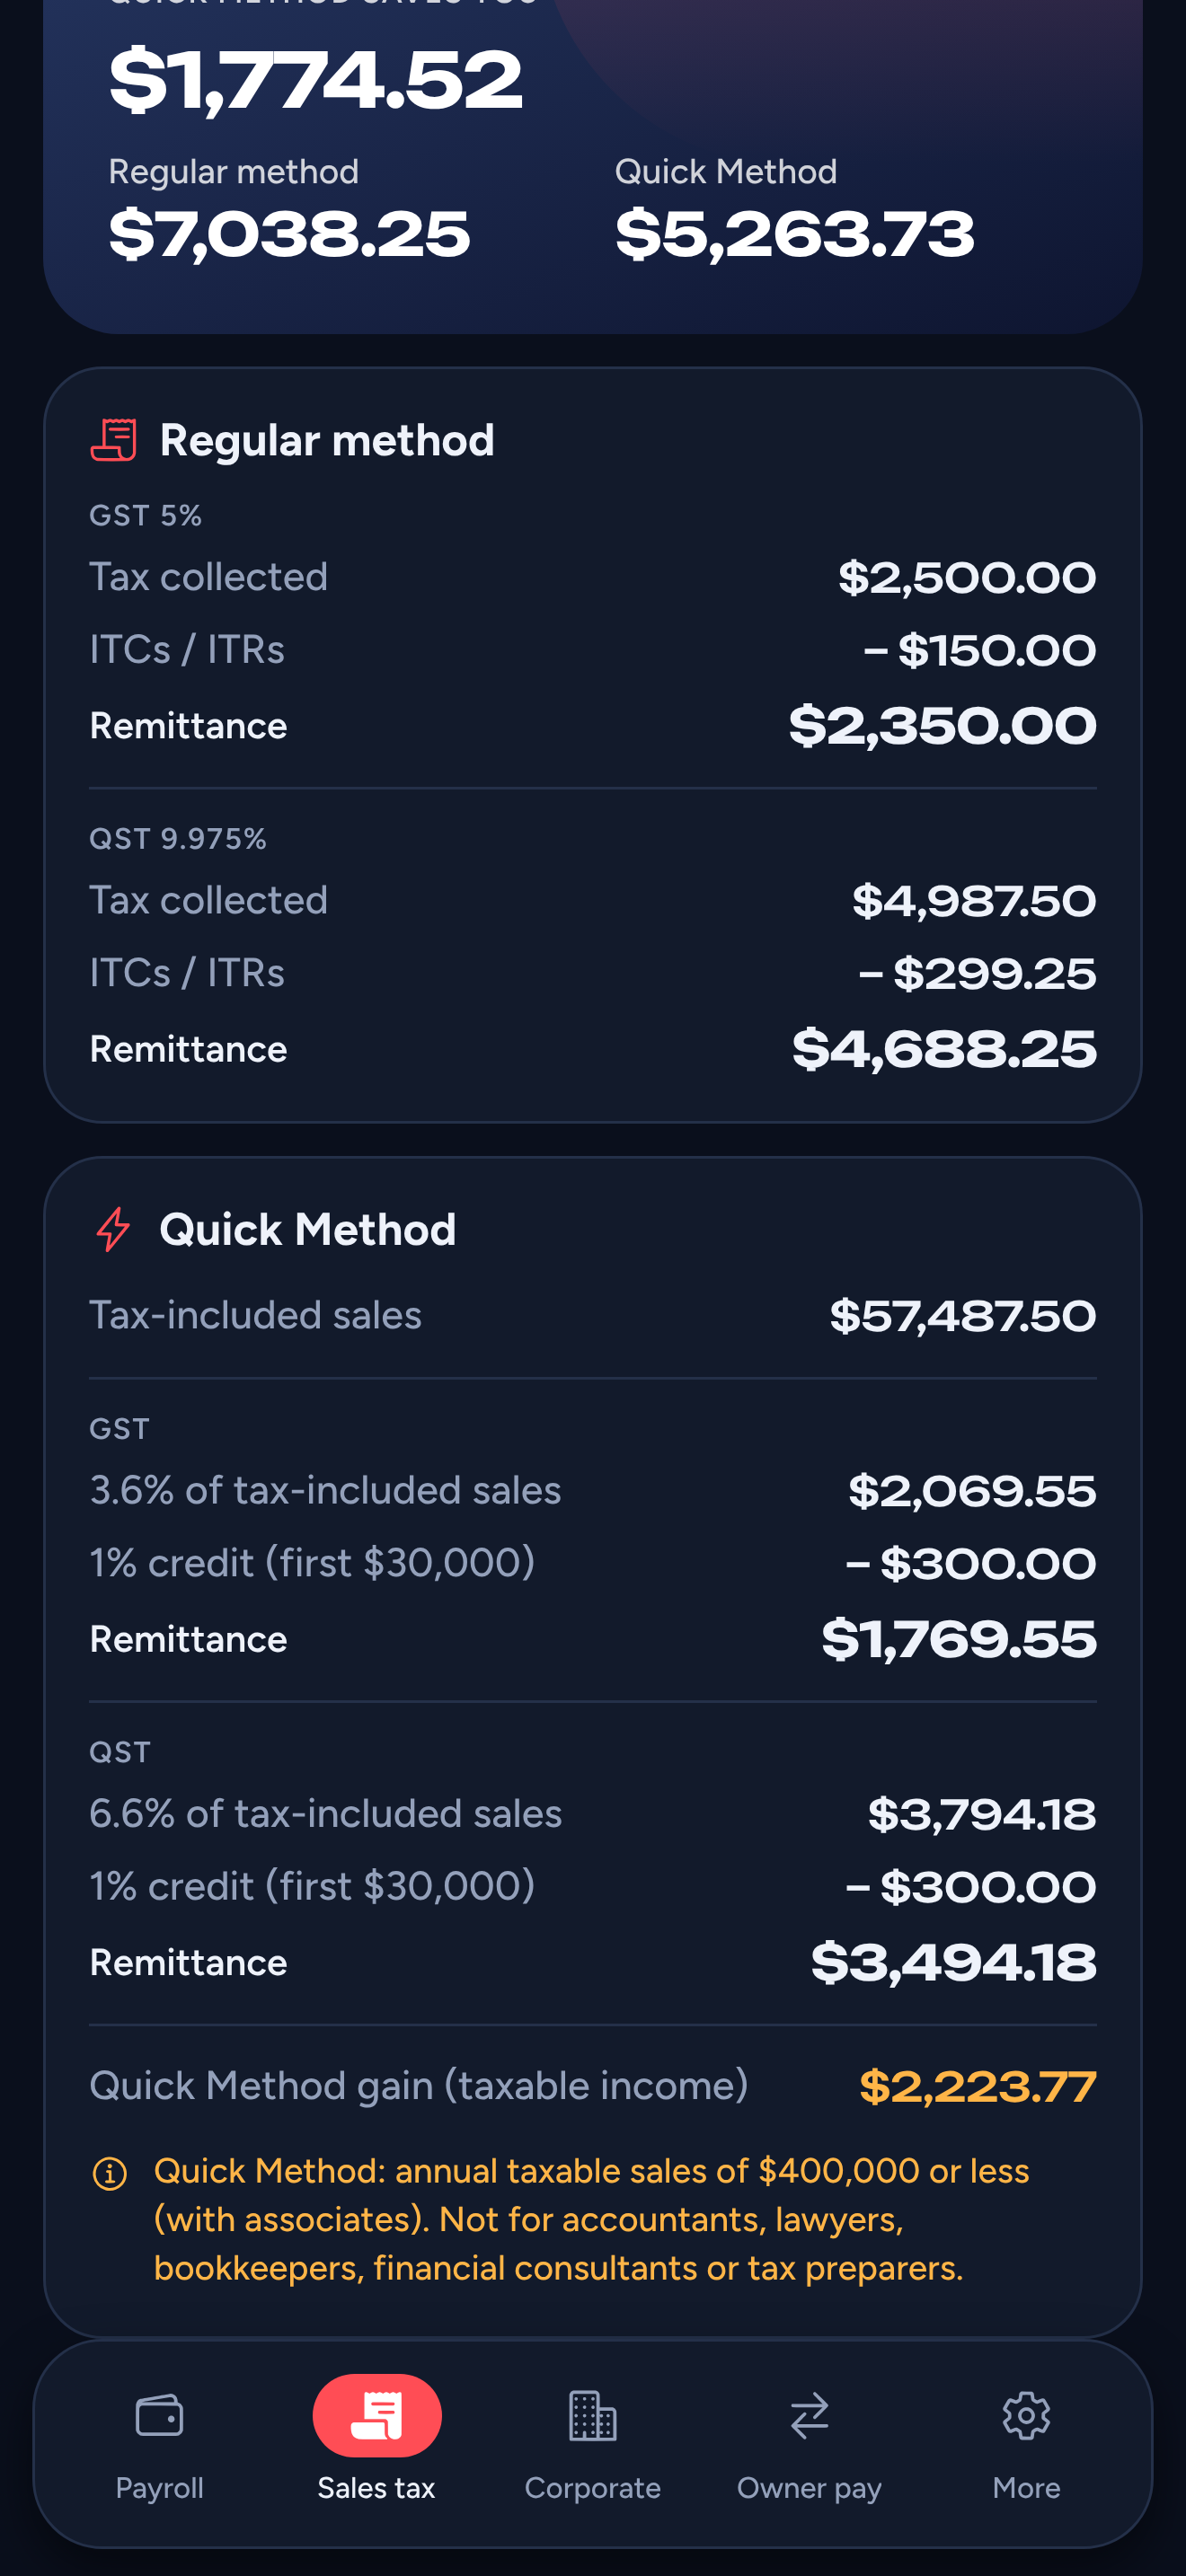 QUICK METHOD SAVES YOU
$1,774.52
Regular method
Quick Method
$7,038.25
$5,263.73
Regular method
GST 5%
Tax collected $2,500.00
ITCs / ITRs – $150.00
Remittance $2,350.00
QST 9.975%
Tax collected $4,987.50
ITCs / ITRs – $299.25
Remittance $4,688.25
Quick Method
Tax-included sales $57,487.50
GST
3.6% of tax-included sales $2,069.55
1% credit (first $30,000) – $300.00
Remittance $1,769.55
QST
6.6% of tax-included sales $3,794.18
1% credit (first $30,000) – $300.00
Remittance $3,494.18
Quick Method gain (taxable income) $2,223.77
Quick Method: annual taxable sales of $400,000 or less
(with associates). Not for accountants, lawyers,
bookkeepers, financial consultants or tax preparers.
Payroll
Sales tax
Corporate
Owner pay
More